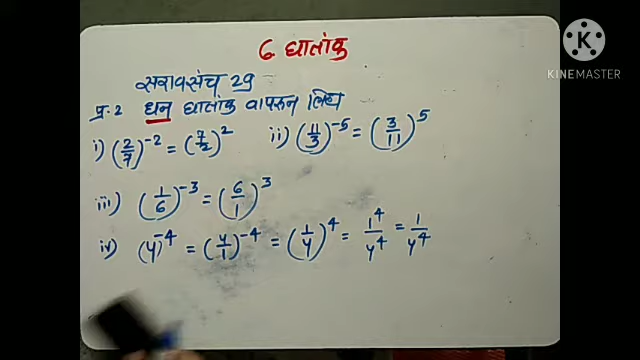 6. घातांक
सरावसंच 29
प्र.2 धन घातांक वापरून लिहा
i) (2/7)^-2 = (7/2)^2 ii) (11/3)^-5 = (3/11)^5
iii) (1/6)^-3 = (6/1)^3
iv) (y)^-4 = (y/1)^-4 = (1/y)^4 = 1^4/y^4 = 1/y^4
KINEMASTER